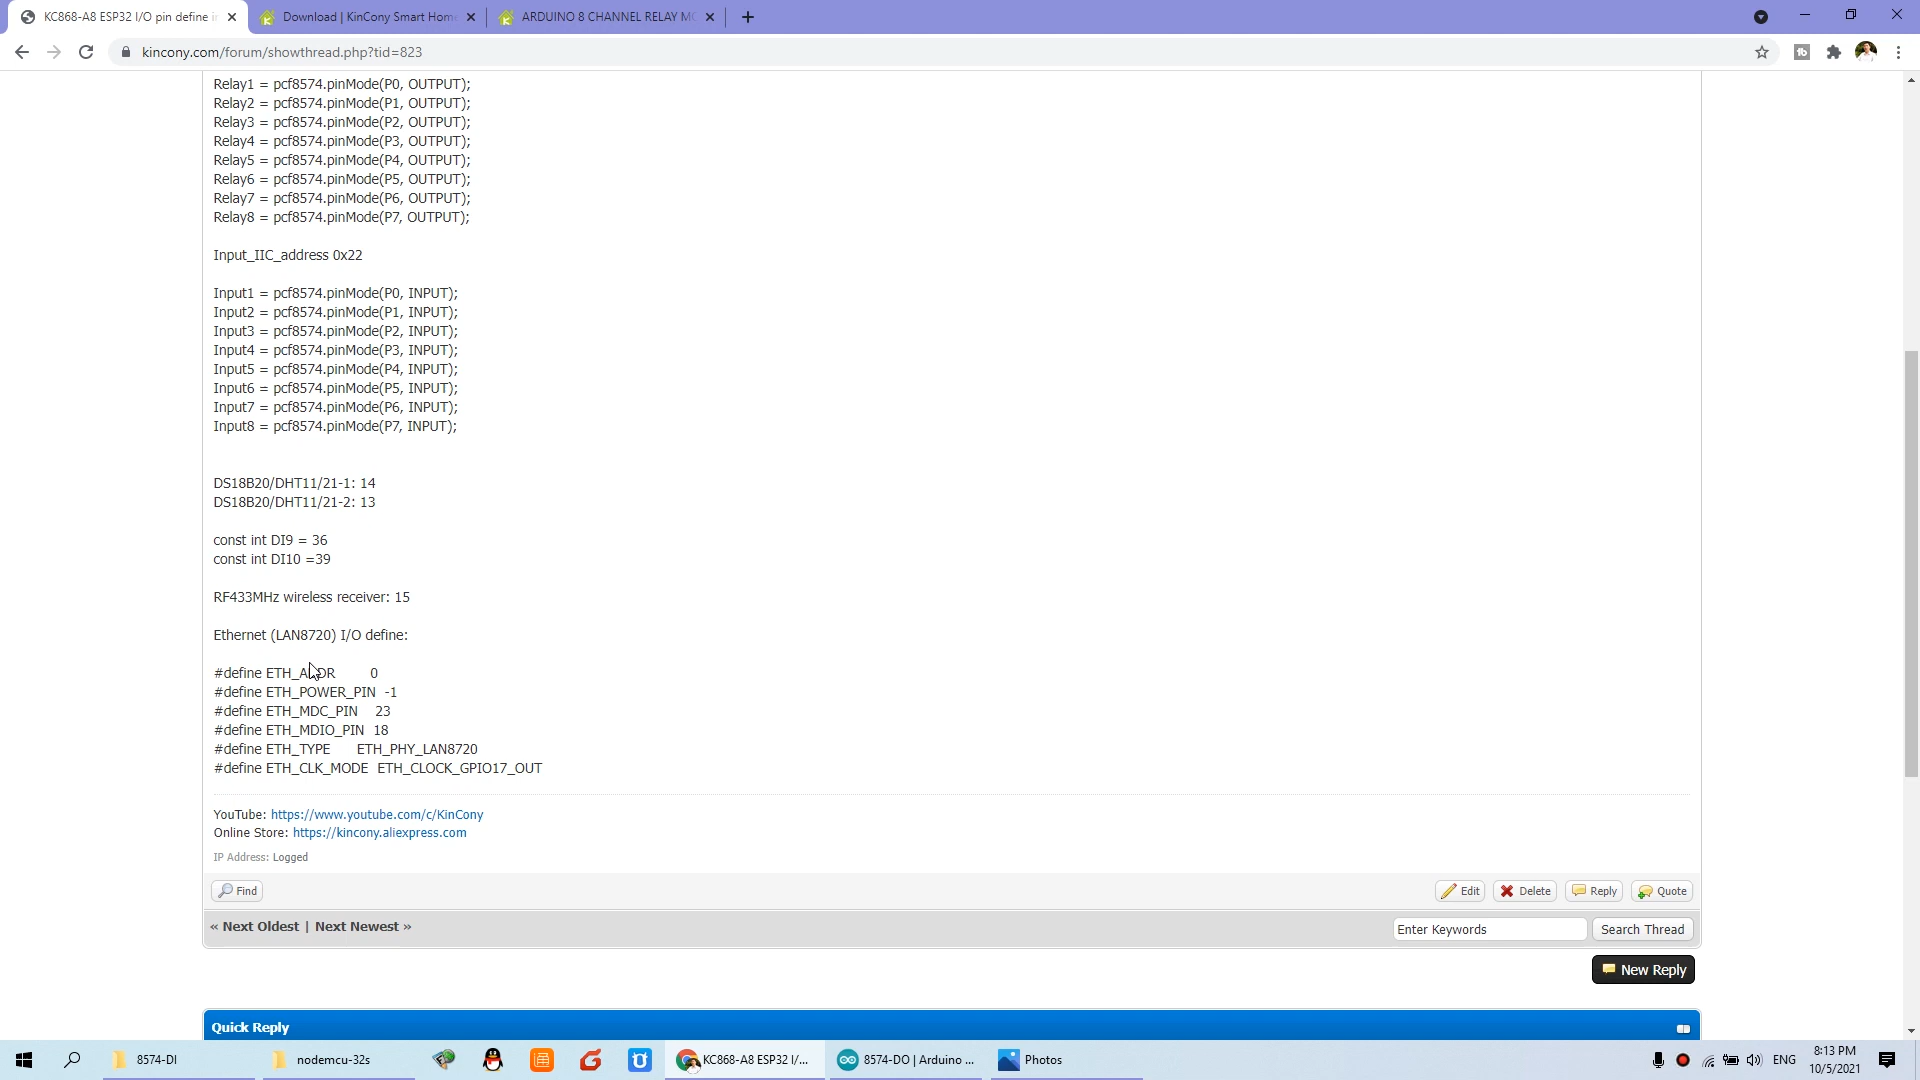 KC868-A8 ESP32 I/O pin define in
Download | KinCony Smart Home
ARDUINO 8 CHANNEL RELAY MO
kincony.com/forum/showthread.php?tid=823
Relay1 = pcf8574.pinMode(P0, OUTPUT);
Relay2 = pcf8574.pinMode(P1, OUTPUT);
Relay3 = pcf8574.pinMode(P2, OUTPUT);
Relay4 = pcf8574.pinMode(P3, OUTPUT);
Relay5 = pcf8574.pinMode(P4, OUTPUT);
Relay6 = pcf8574.pinMode(P5, OUTPUT);
Relay7 = pcf8574.pinMode(P6, OUTPUT);
Relay8 = pcf8574.pinMode(P7, OUTPUT);
Input_IIC_address 0x22
Input1 = pcf8574.pinMode(P0, INPUT);
Input2 = pcf8574.pinMode(P1, INPUT);
Input3 = pcf8574.pinMode(P2, INPUT);
Input4 = pcf8574.pinMode(P3, INPUT);
Input5 = pcf8574.pinMode(P4, INPUT);
Input6 = pcf8574.pinMode(P5, INPUT);
Input7 = pcf8574.pinMode(P6, INPUT);
Input8 = pcf8574.pinMode(P7, INPUT);
DS18B20/DHT11/21-1: 14
DS18B20/DHT11/21-2: 13
const int DI9 = 36
const int DI10 =39
RF433MHz wireless receiver: 15
Ethernet (LAN8720) I/O define:
#define ETH_ADDR 0
#define ETH_POWER_PIN -1
#define ETH_MDC_PIN 23
#define ETH_MDIO_PIN 18
#define ETH_TYPE ETH_PHY_LAN8720
#define ETH_CLK_MODE ETH_CLOCK_GPIO17_OUT
YouTube: https://www.youtube.com/c/KinCony
Online Store: https://kincony.aliexpress.com
IP Address: Logged
Find
Edit Delete Reply Quote
« Next Oldest | Next Newest »
Enter Keywords Search Thread
New Reply
Quick Reply
8574-DI
nodemcu-32s
KC868-A8 ESP32 I/...
8574-DO | Arduino ...
Photos
ENG
8:13 PM
10/5/2021